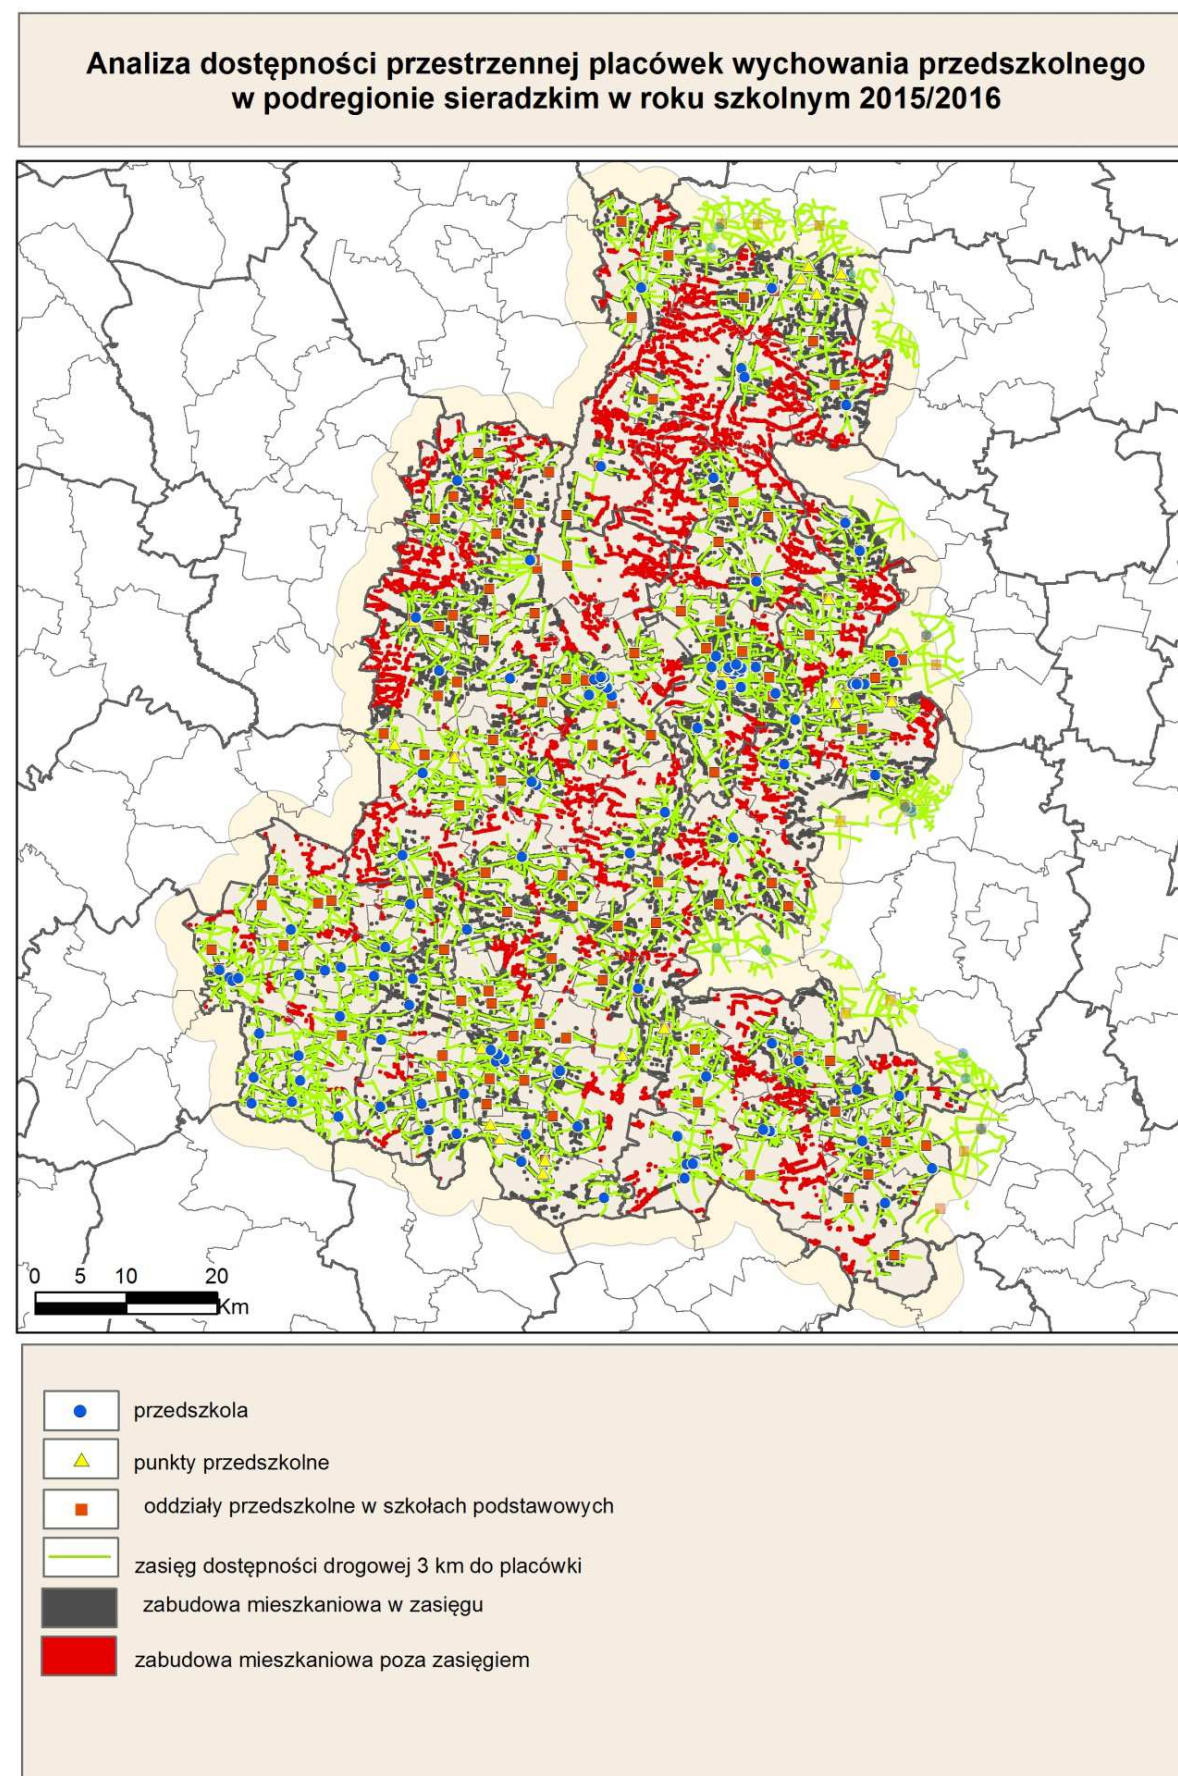 Analiza dostępności przestrzennej placówek wychowania przedszkolnego
w podregionie sieradzkim w roku szkolnym 2015/2016
0 5 10 20
Km
przedszkola
punkty przedszkolne
oddziały przedszkolne w szkołach podstawowych
zasięg dostępności drogowej 3 km do placówki
zabudowa mieszkaniowa w zasięgu
zabudowa mieszkaniowa poza zasięgiem